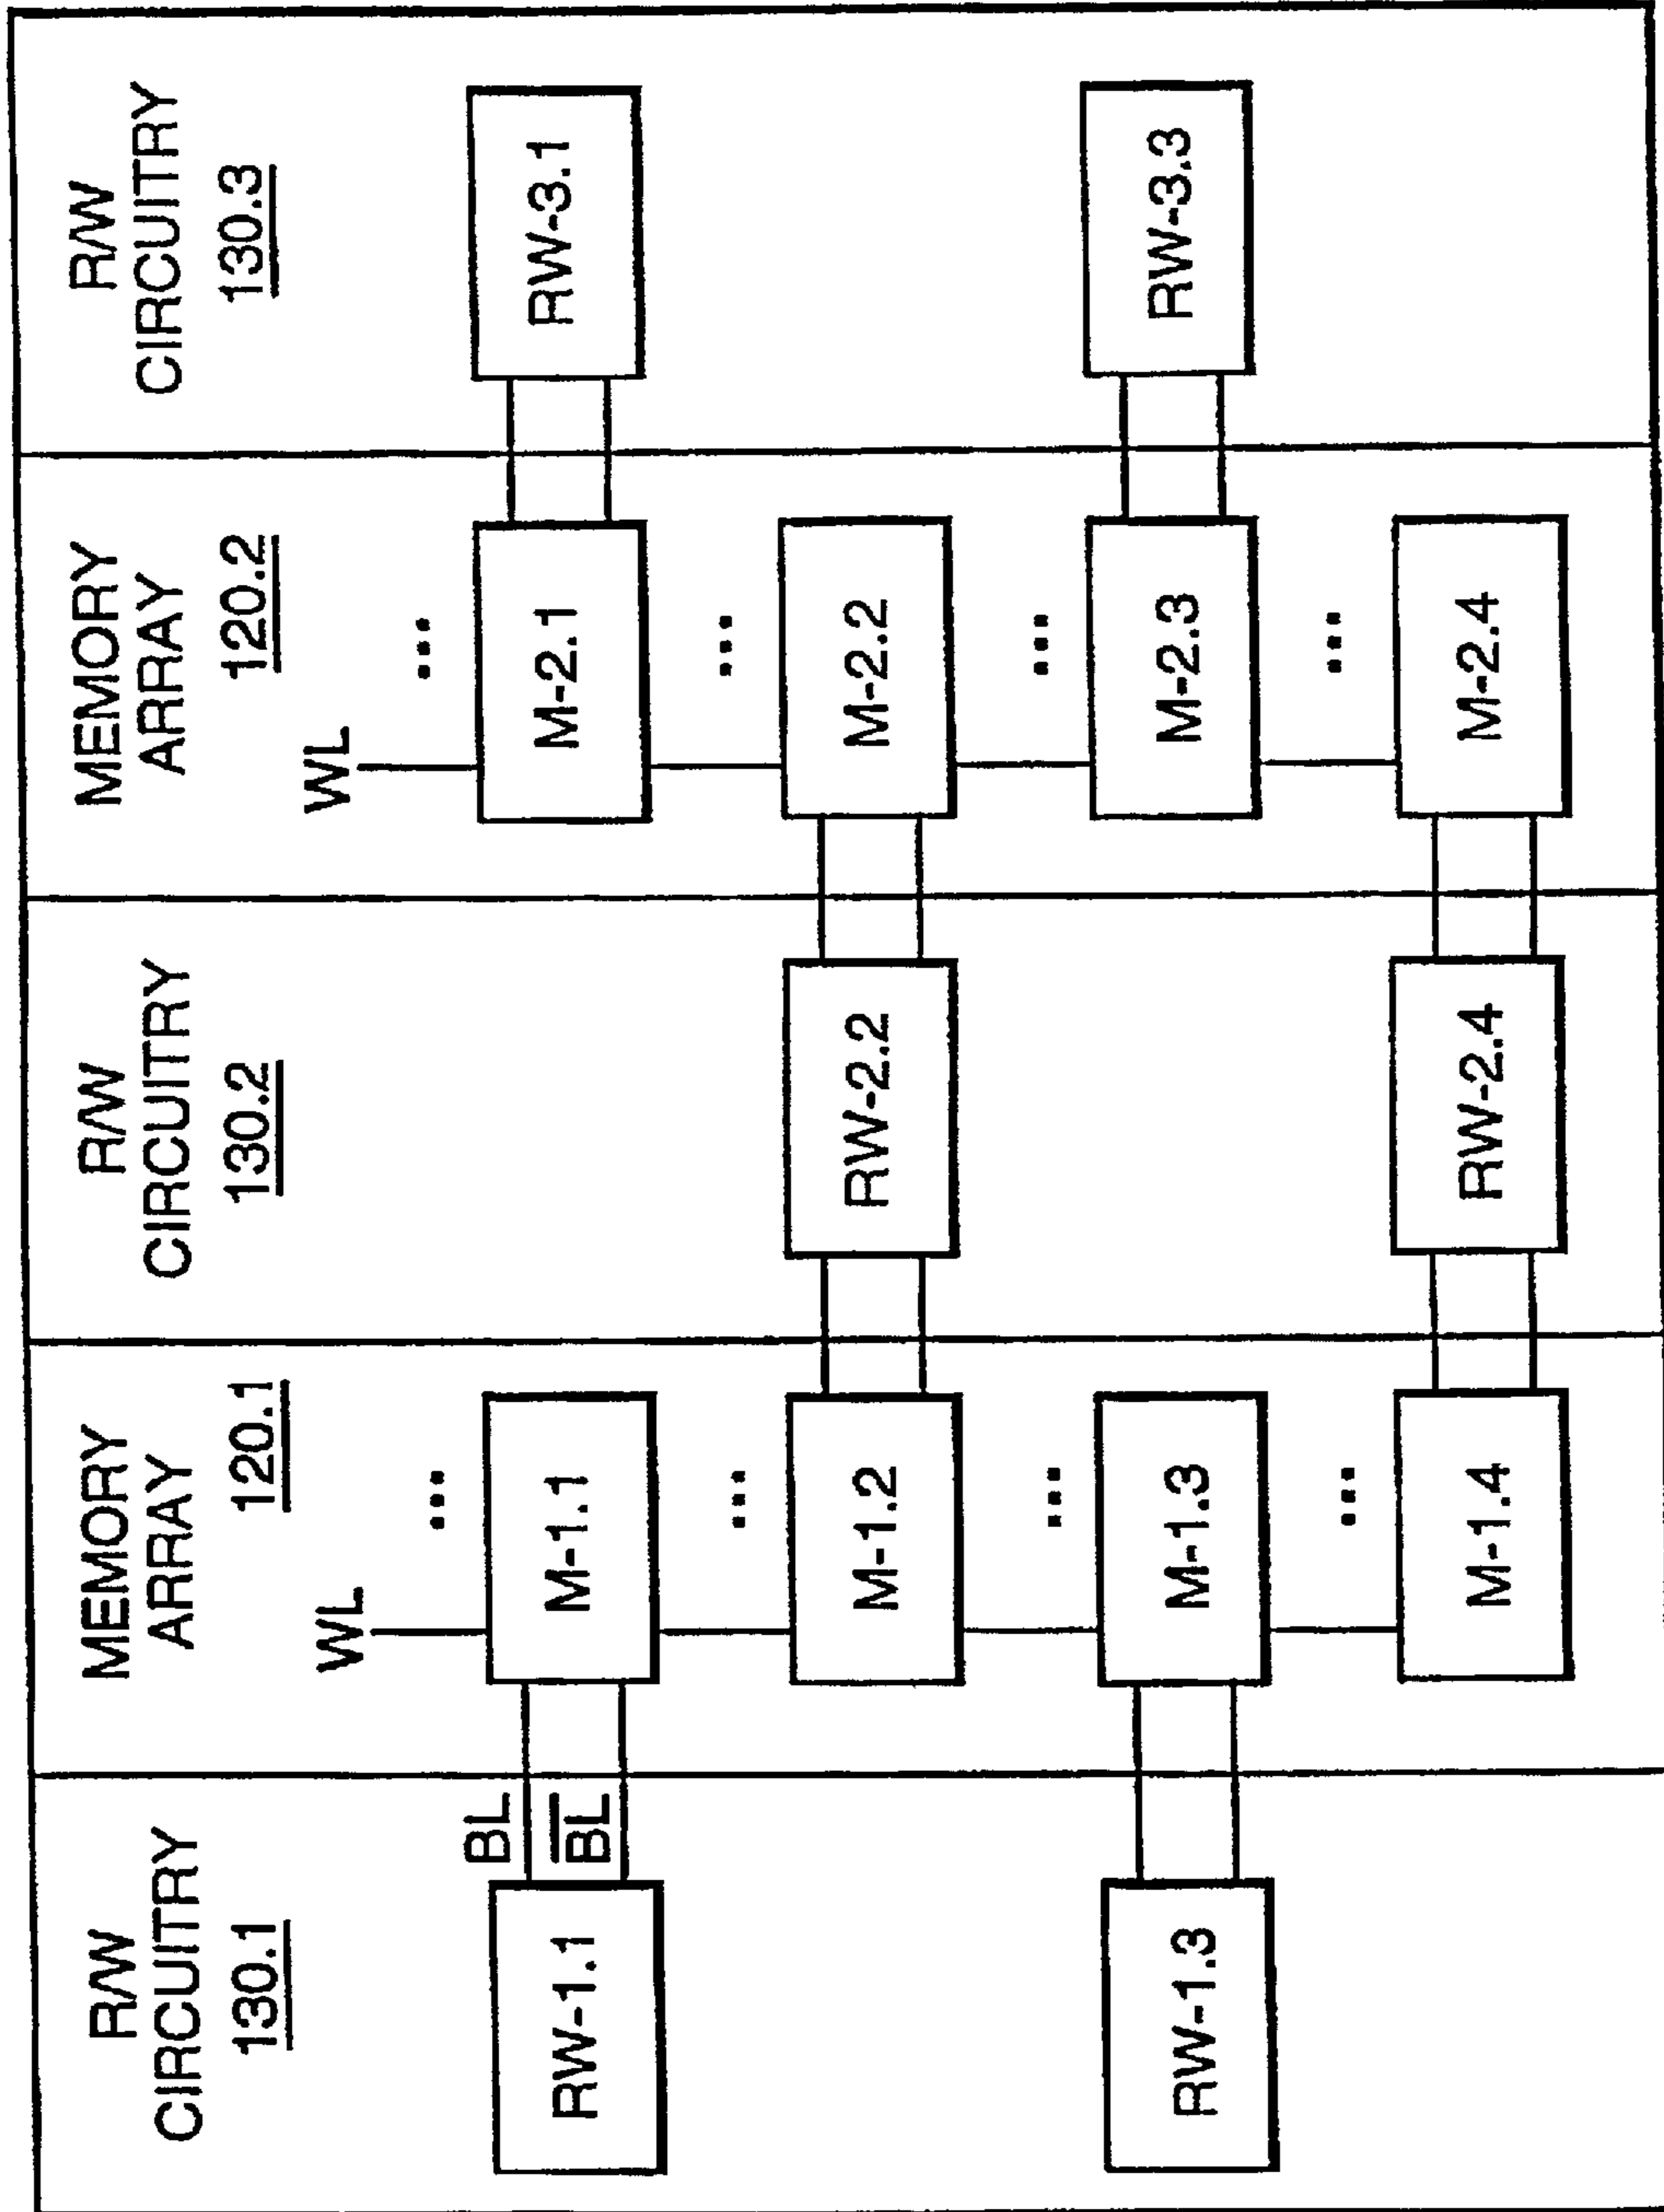 R/W
CIRCUITRY
130.1
MEMORY
ARRAY
120.1
R/W
CIRCUITRY
130.2
MEMORY
ARRAY
120.2
R/W
CIRCUITRY
130.3
WL
WL
...
...
BL
BL
RW-1.1
M-1.1
M-2.1
RW-3.1
...
...
M-1.2
RW-2.2
M-2.2
...
...
RW-1.3
M-1.3
M-2.3
RW-3.3
...
...
M-1.4
RW-2.4
M-2.4